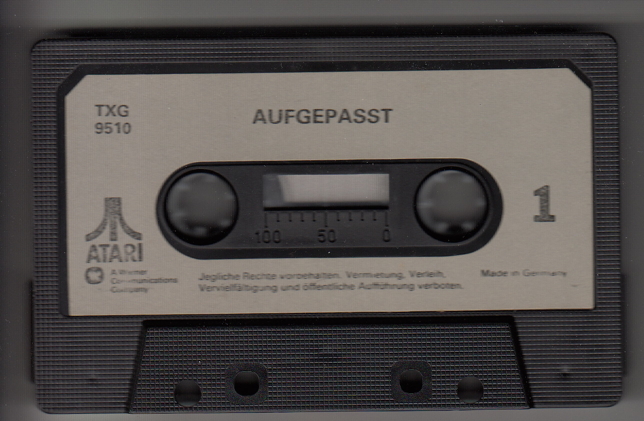 TXG
9510
AUFGEPASST
1
100 50 0
ATARI
A Warner
Communications
Company
Jegliche Rechte vorbehalten. Vermietung, Verleih,
Vervielfältigung und öffentliche Aufführung verboten.
Made in Germany